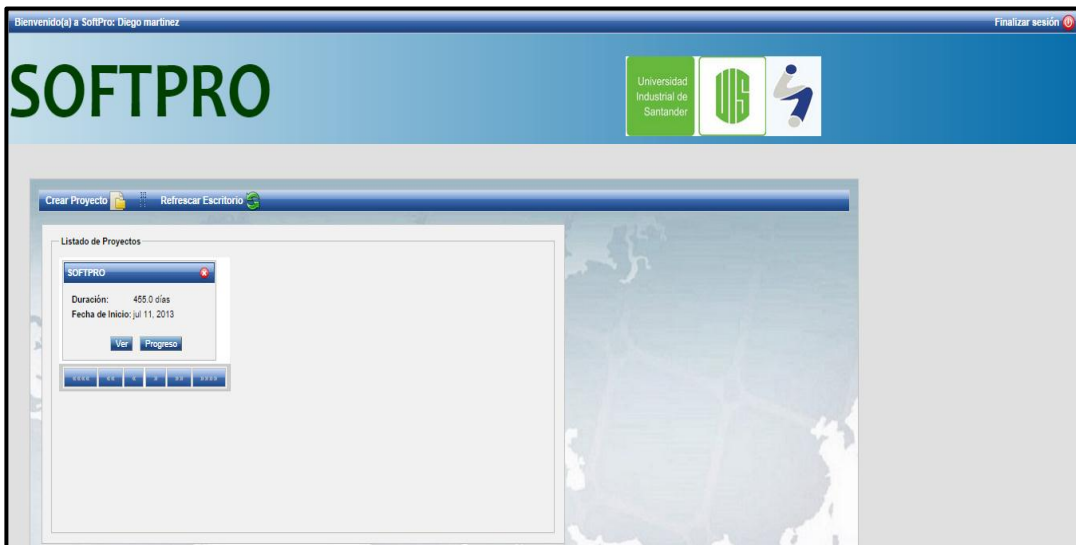 Bienvenido(a) a SoftPro: Diego martinez
Finalizar sesión
SOFTPRO
Universidad
Industrial de
Santander
UIS
Crear Proyecto
Refrescar Escritorio
Listado de Proyectos
SOFTPRO
Duración: 455.0 días
Fecha de Inicio: jul 11, 2013
Ver Progreso
«««« «« « » »» »»»»